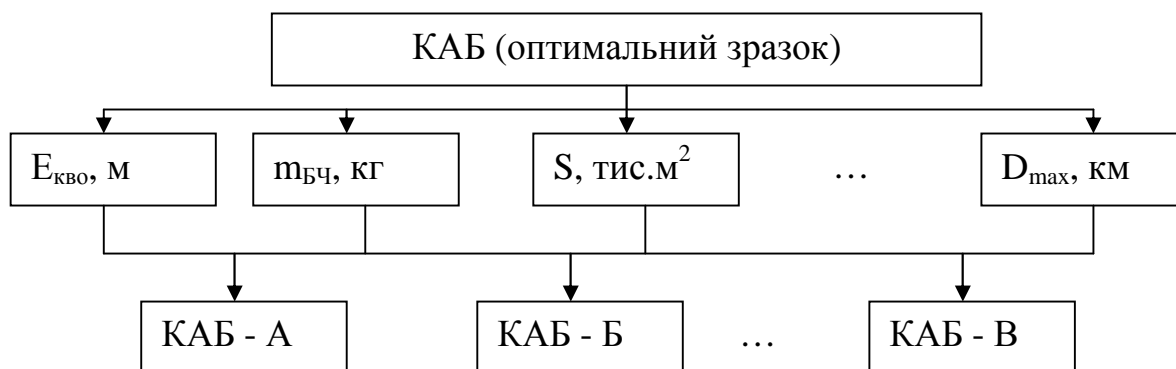 КАБ (оптимальний зразок)
Eкво, м
mБЧ, кг
S, тис.м²
…
Dmax, км
КАБ - А
КАБ - Б
…
КАБ - В